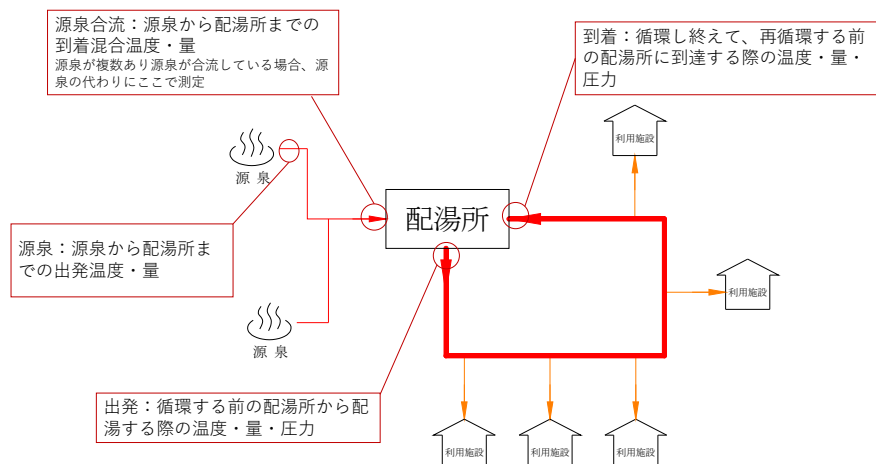 源泉合流：源泉から配湯所までの
到着混合温度・量
源泉が複数あり源泉が合流している場合、源
泉の代わりにここで測定
到着：循環し終えて、再循環する前
の配湯所に到達する際の温度・量・
圧力
利用施設
源 泉
配湯所
源泉：源泉から配湯所ま
での出発温度・量
利用施設
源 泉
出発：循環する前の配湯所から配
湯する際の温度・量・圧力
利用施設
利用施設
利用施設